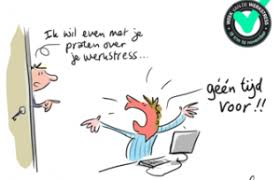 Ik wil even met je
praten over
je werkstress...
géén tijd
voor!!